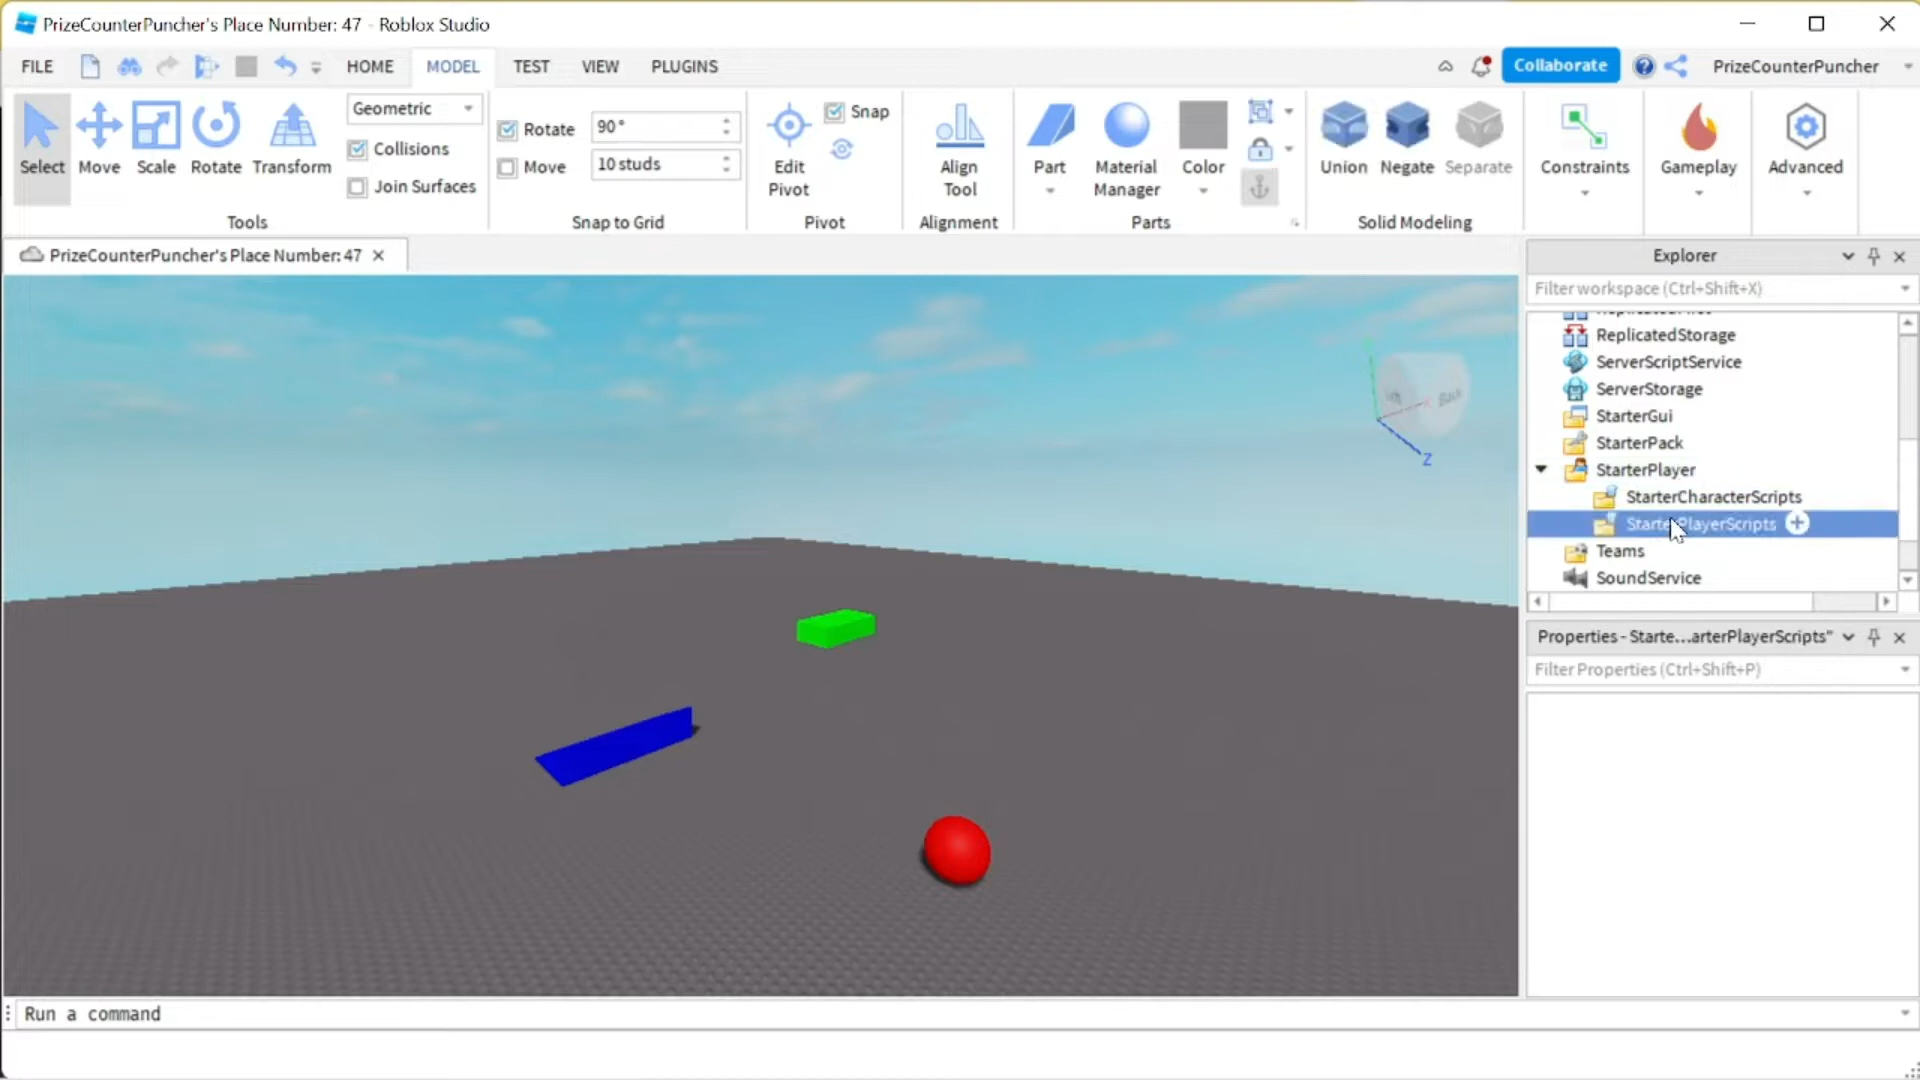 PrizeCounterPuncher's Place Number: 47 - Roblox Studio
FILE HOME MODEL TEST VIEW PLUGINS Collaborate PrizeCounterPuncher
Select Move Scale Rotate Transform
Geometric
Collisions
Join Surfaces
Tools
Rotate 90°
Move 10 studs
Snap to Grid
Edit Pivot
Snap
Pivot
Align Tool
Alignment
Part
Material Manager
Color
Parts
Union Negate Separate
Solid Modeling
Constraints
Gameplay
Advanced
PrizeCounterPuncher's Place Number: 47
Back
Z
Explorer
Filter workspace (Ctrl+Shift+X)
ReplicatedStorage
ServerScriptService
ServerStorage
StarterGui
StarterPack
StarterPlayer
StarterCharacterScripts
StarterPlayerScripts
Teams
SoundService
Properties - Starte...arterPlayerScripts"
Filter Properties (Ctrl+Shift+P)
Run a command